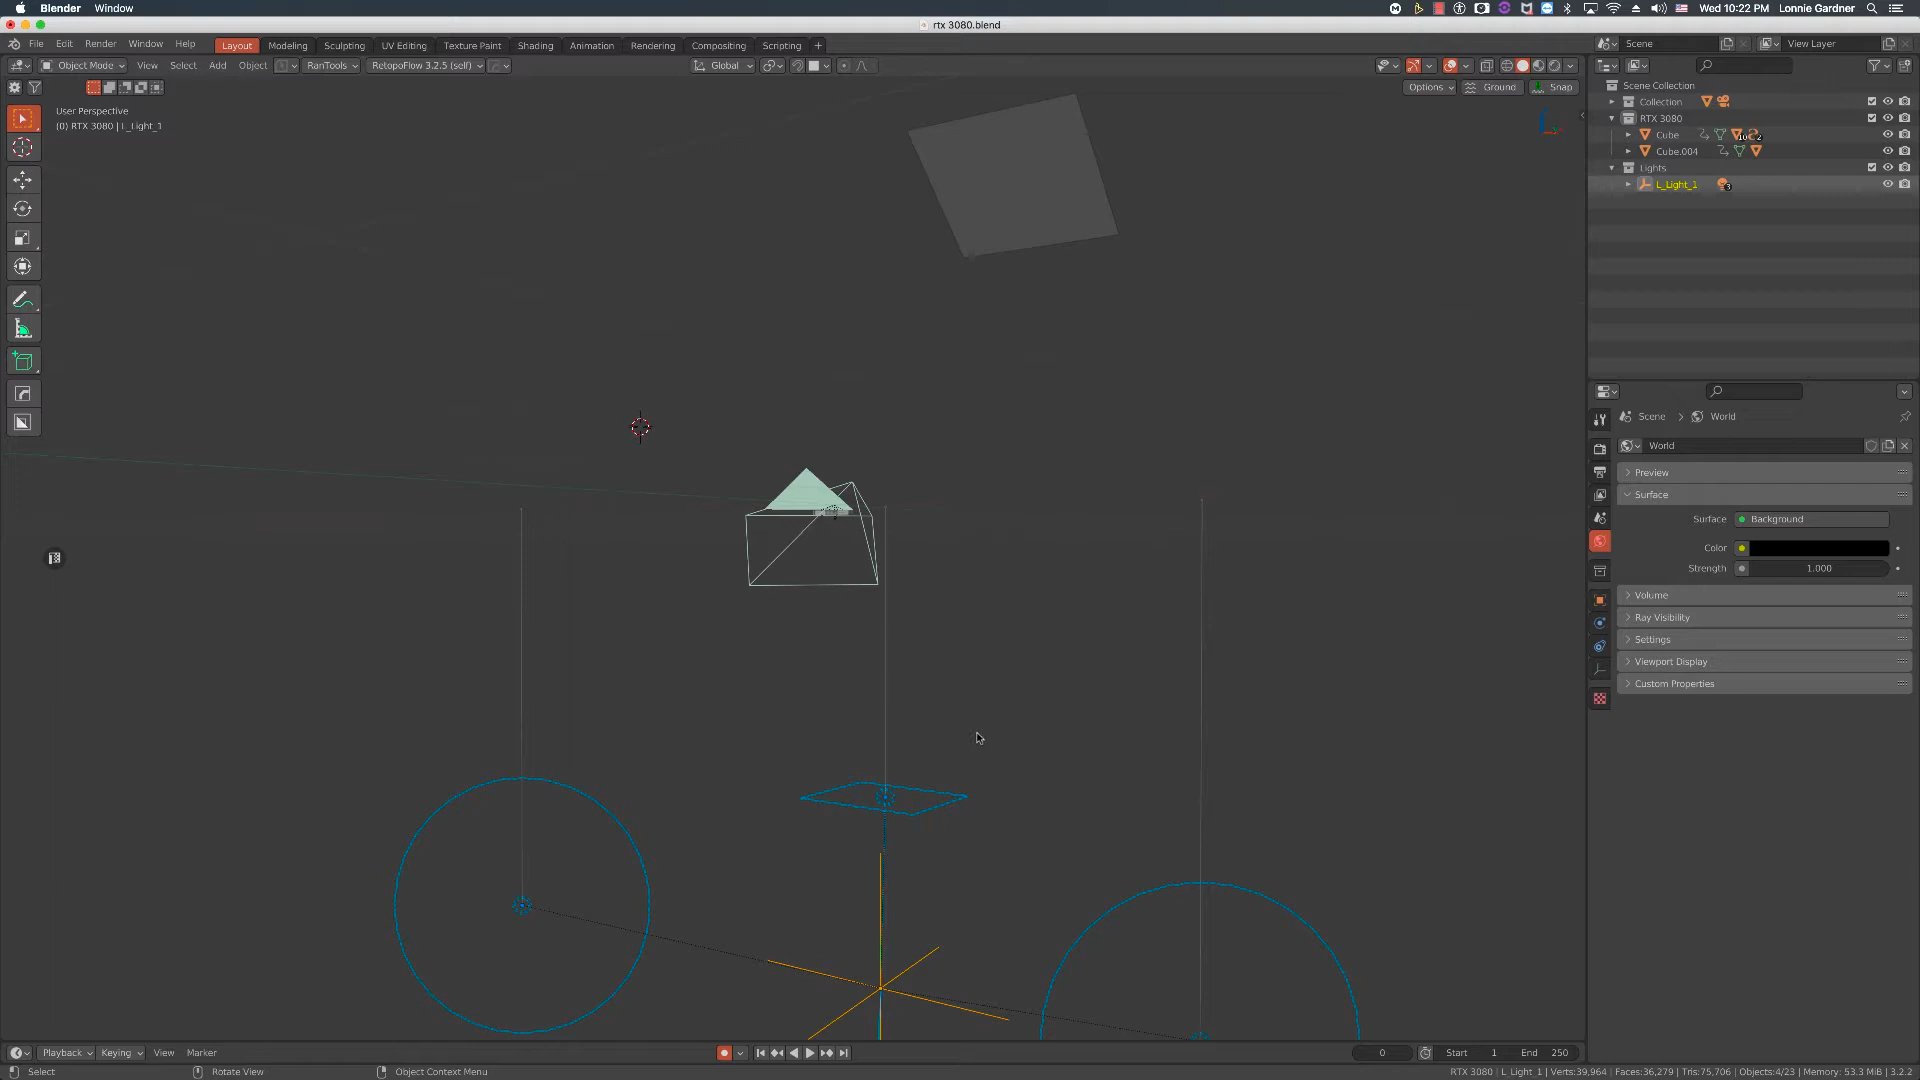 Blender Window Wed 10:22 PM Lonnie Gardner
rtx 3080.blend
File Edit Render Window Help Layout Modeling Sculpting UV Editing Texture Paint Shading Animation Rendering Compositing Scripting + Scene View Layer
Object Mode View Select Add Object RanTools RetopoFlow 3.2.5 (self) Global
Options Ground Snap
User Perspective
(0) RTX 3080 | L_Light_1
Scene Collection
Collection
RTX 3080
Cube 10 2
Cube.004
Lights
L_Light_1 3
Scene World
World
Preview
Surface
Surface Background
Color
Strength 1.000
Volume
Ray Visibility
Settings
Viewport Display
Custom Properties
Playback Keying View Marker 0 Start 1 End 250
Select Rotate View Object Context Menu RTX 3080 | L_Light_1 | Verts:39,964 | Faces:36,279 | Tris:75,706 | Objects:4/23 | Memory: 53.3 MiB | 3.2.2